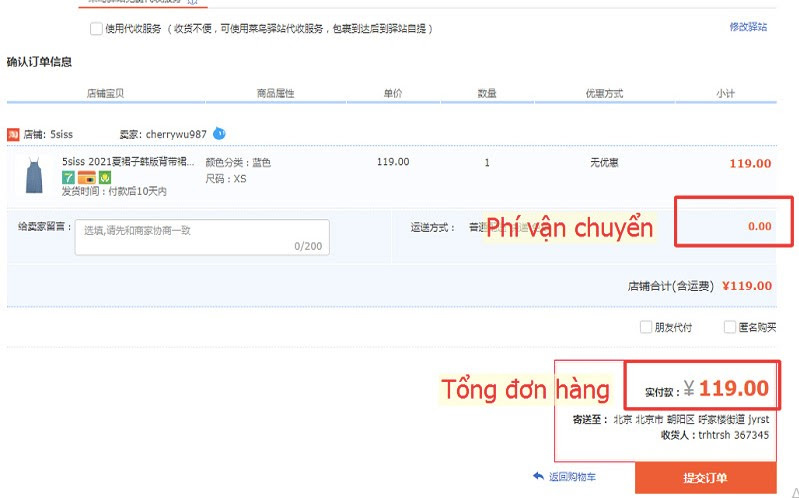 使用代收服务 （ 收货不便，可使用菜鸟驿站代收服务，包裹到达后到驿站自提 ）
修改驿站
确认订单信息
店铺宝贝 商品属性 单价 数量 优惠方式 小计
淘 店铺: 5siss 卖家: cherrywu987
5siss 2021夏裙子韩版背带裙... 颜色分类：蓝色 119.00 1 无优惠 119.00
7 尺码：XS
发货时间：付款后10天内
给卖家留言： 选填,请先和商家协商一致 0/200
运送方式： 普通 Phí vận chuyển 0.00
店铺合计(含运费) ¥119.00
朋友代付 匿名购买
Tổng đơn hàng 实付款： ¥ 119.00
寄送至： 北京 北京市 朝阳区 呼家楼街道 jyrst
收货人：trhtrsh 367345
返回购物车 提交订单